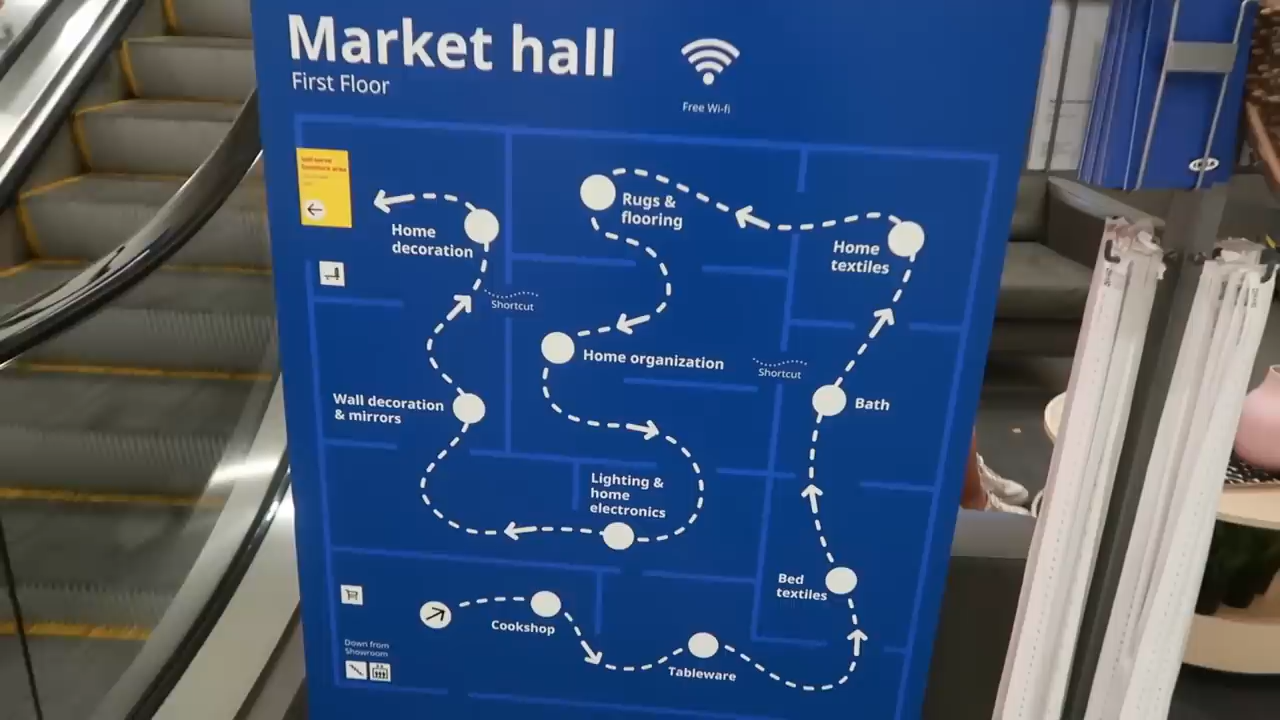 Market hall
First Floor
Free Wi-fi
Rugs &
flooring
Home
decoration
Home
textiles
Shortcut
Home organization
Shortcut
Wall decoration
& mirrors
Bath
Lighting &
home
electronics
Bed
textiles
Cookshop
Down from
Showroom
Tableware
IKEA